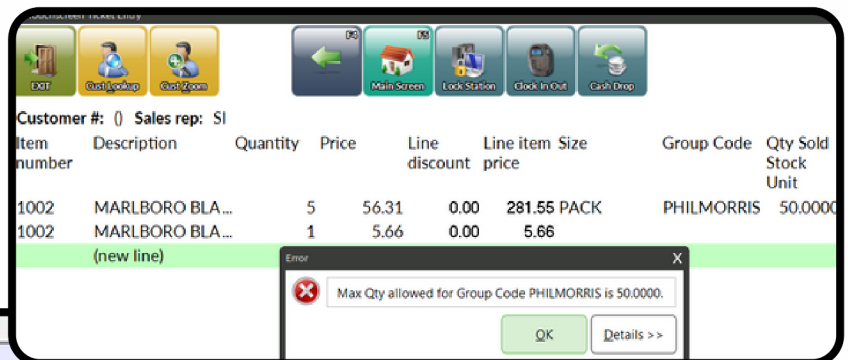 Touchscreen Ticket Entry
EXIT
Cust Lookup
Cust Zoom
Main Screen
Lock Station
Clock In Out
Cash Drop
Customer #: () Sales rep: SI
Item number Description Quantity Price Line discount Line item price Size Group Code Qty Sold Stock Unit
1002 MARLBORO BLA... 5 56.31 0.00 281.55 PACK PHILMORRIS 50.0000
1002 MARLBORO BLA... 1 5.66 0.00 5.66
(new line)
Error X
Max Qty allowed for Group Code PHILMORRIS is 50.0000.
OK Details >>